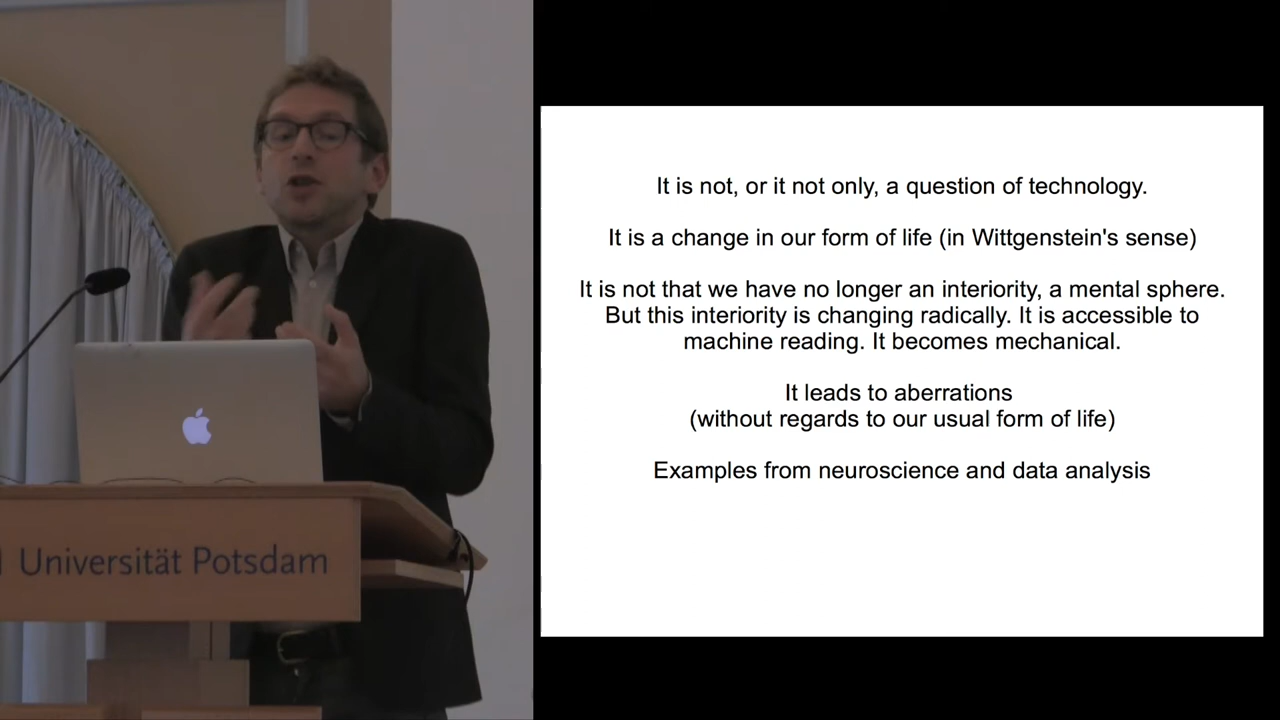 It is not, or it not only, a question of technology.
It is a change in our form of life (in Wittgenstein's sense)
It is not that we have no longer an interiority, a mental sphere.
But this interiority is changing radically. It is accessible to
machine reading. It becomes mechanical.
It leads to aberrations
(without regards to our usual form of life)
Examples from neuroscience and data analysis
Universität Potsdam